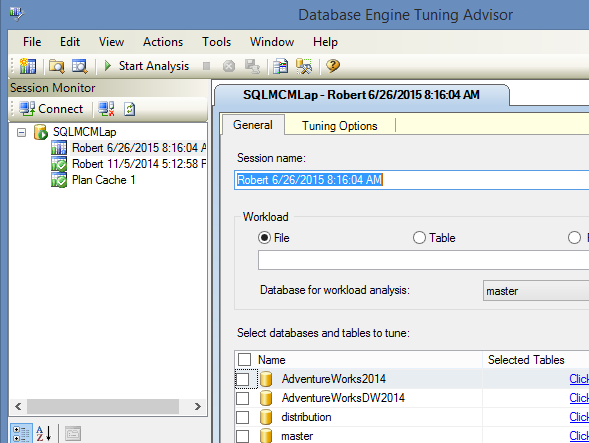 Database Engine Tuning Advisor
File Edit View Actions Tools Window Help
Start Analysis
Session Monitor
Connect
SQLMCMLap
Robert 6/26/2015 8:16:04 A
Robert 11/5/2014 5:12:58 P
Plan Cache 1
SQLMCMLap - Robert 6/26/2015 8:16:04 AM
General Tuning Options
Session name:
Robert 6/26/2015 8:16:04 AM
Workload
File Table
Database for workload analysis: master
Select databases and tables to tune:
Name Selected Tables
AdventureWorks2014 Clic
AdventureWorksDW2014 Clic
distribution Clic
master Clic